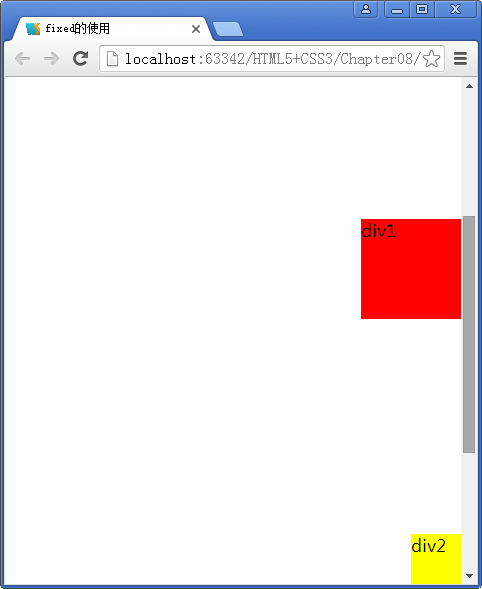 fixed的使用
localhost:63342/HTML5+CSS3/Chapter08/
div1
div2